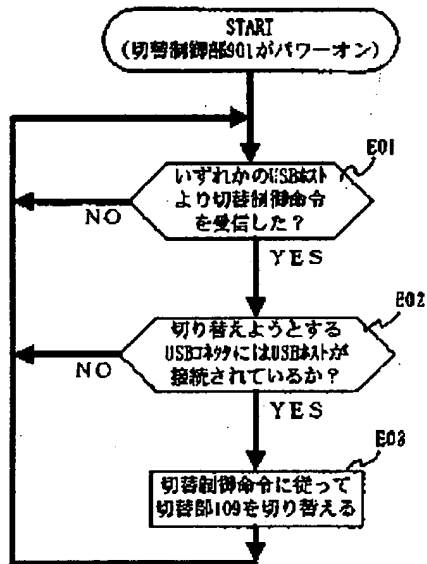 START
(切替制御部901がパワーオン)
E01
いずれかのUSBホスト
より切替制御命令
を受信した？
NO
YES
E02
切り替えようとする
USBコネクタにはUSBホストが
接続されているか？
NO
YES
E03
切替制御命令に従って
切替部109を切り替える